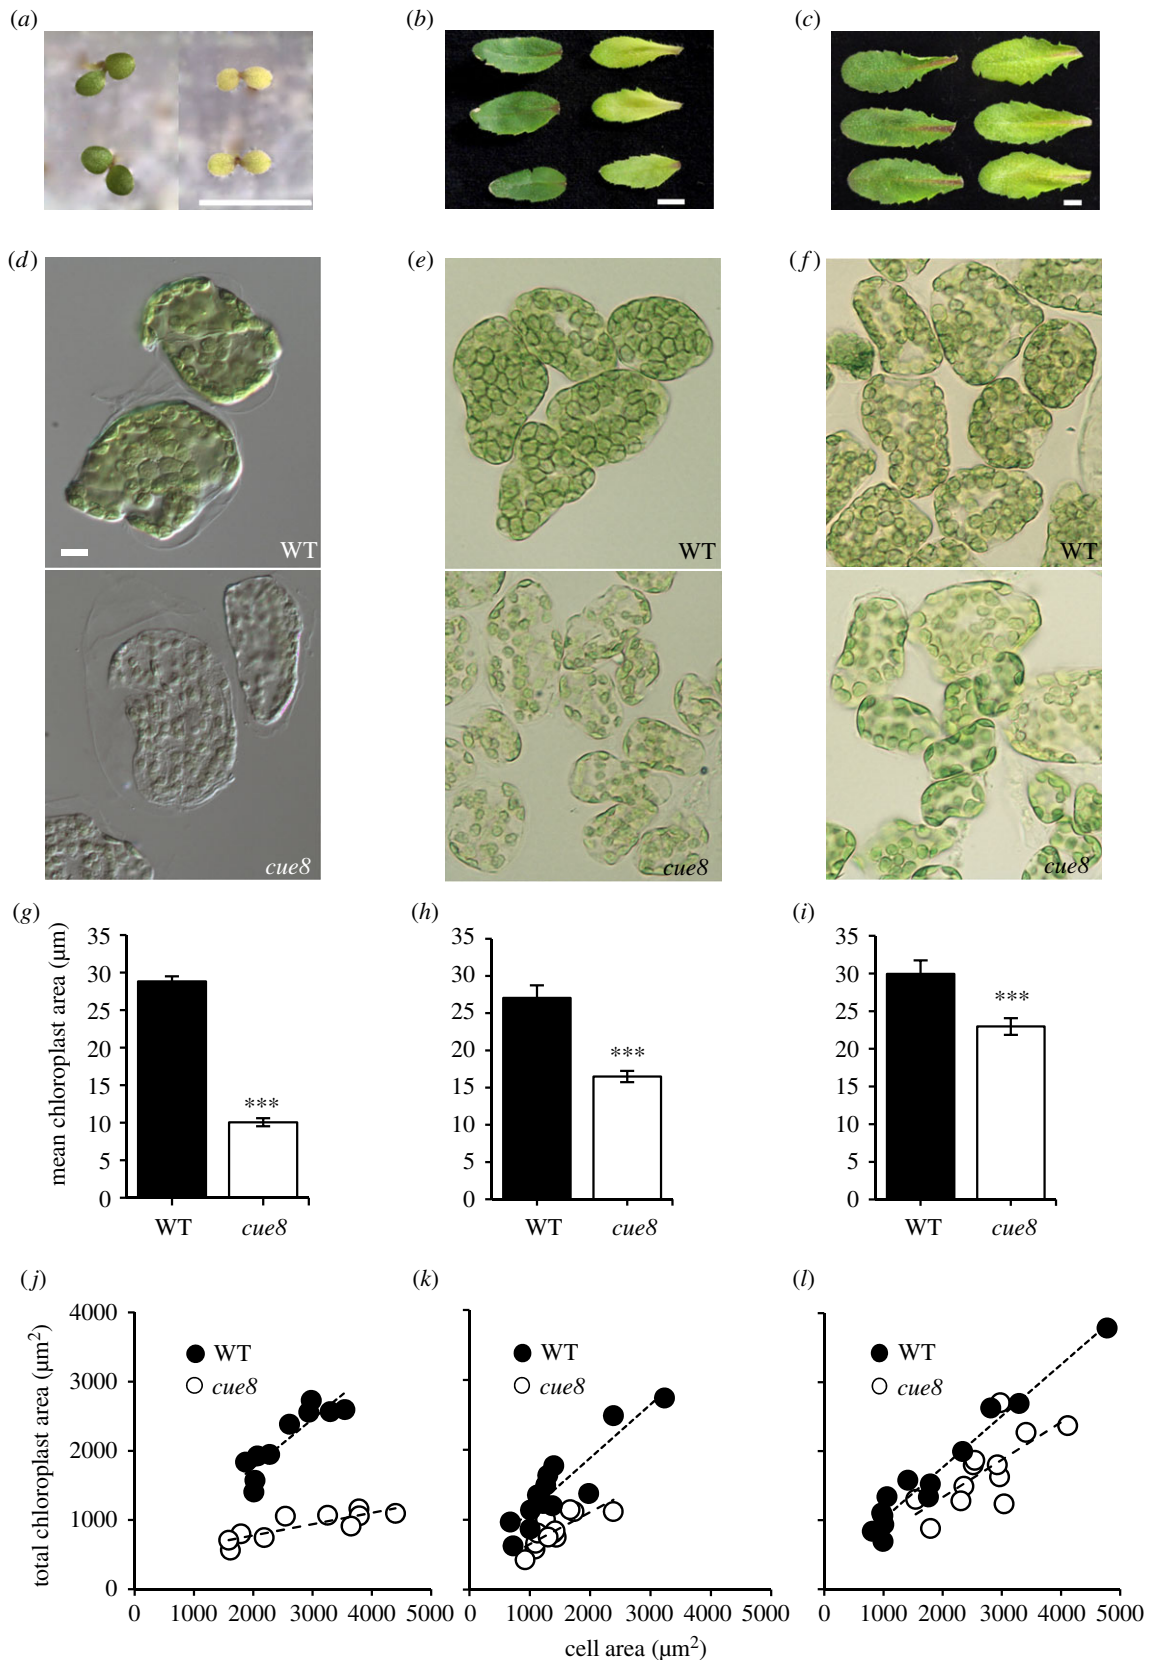 (a) (b) (c)
(d) (e) (f)
WT WT WT
cue8 cue8 cue8
(g) (h) (i)
mean chloroplast area (µm)
35 30 25 20 15 10 5 0
35 30 25 20 15 10 5 0
35 30 25 20 15 10 5 0
*** *** ***
WT cue8 WT cue8 WT cue8
(j) (k) (l)
total chloroplast area (µm²)
4000 3000 2000 1000 0
WT WT WT
cue8 cue8 cue8
0 1000 2000 3000 4000 5000 0 1000 2000 3000 4000 5000 0 1000 2000 3000 4000 5000
cell area (µm²)